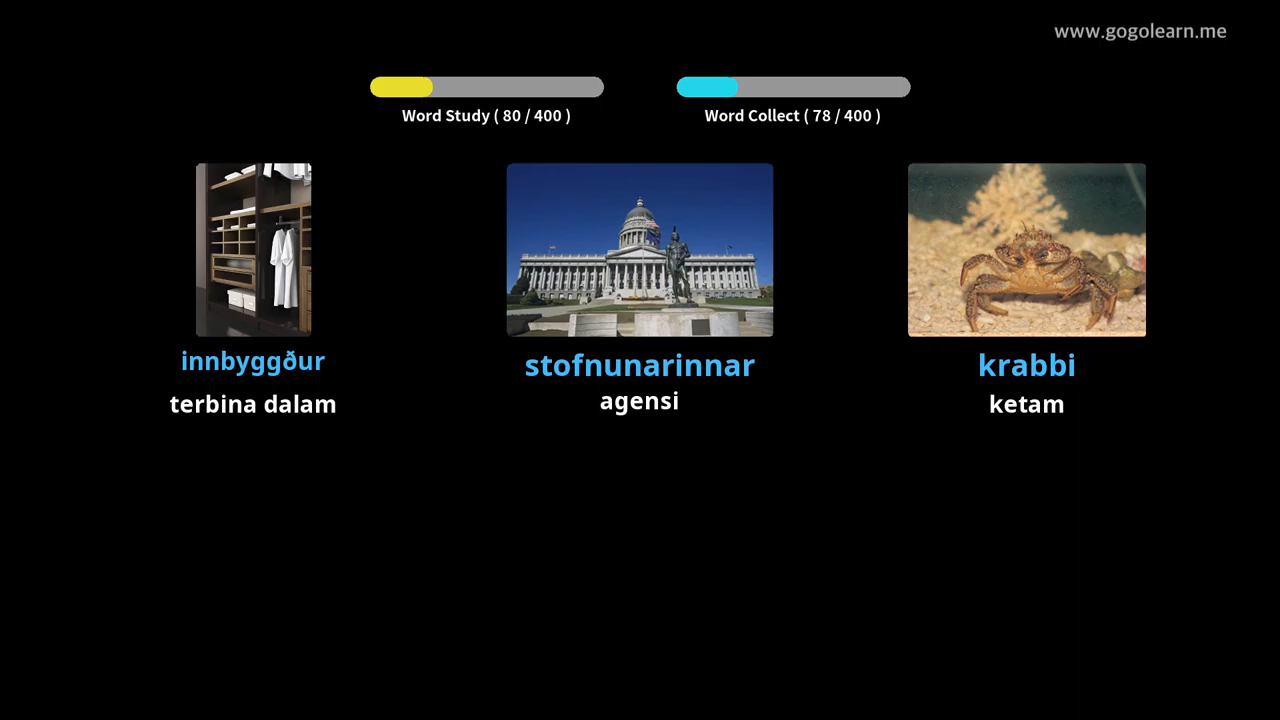 www.gogolearn.me
Word Study ( 80 / 400 )
Word Collect ( 78 / 400 )
innbyggður
terbina dalam
stofnunarinnar
agensi
krabbi
ketam